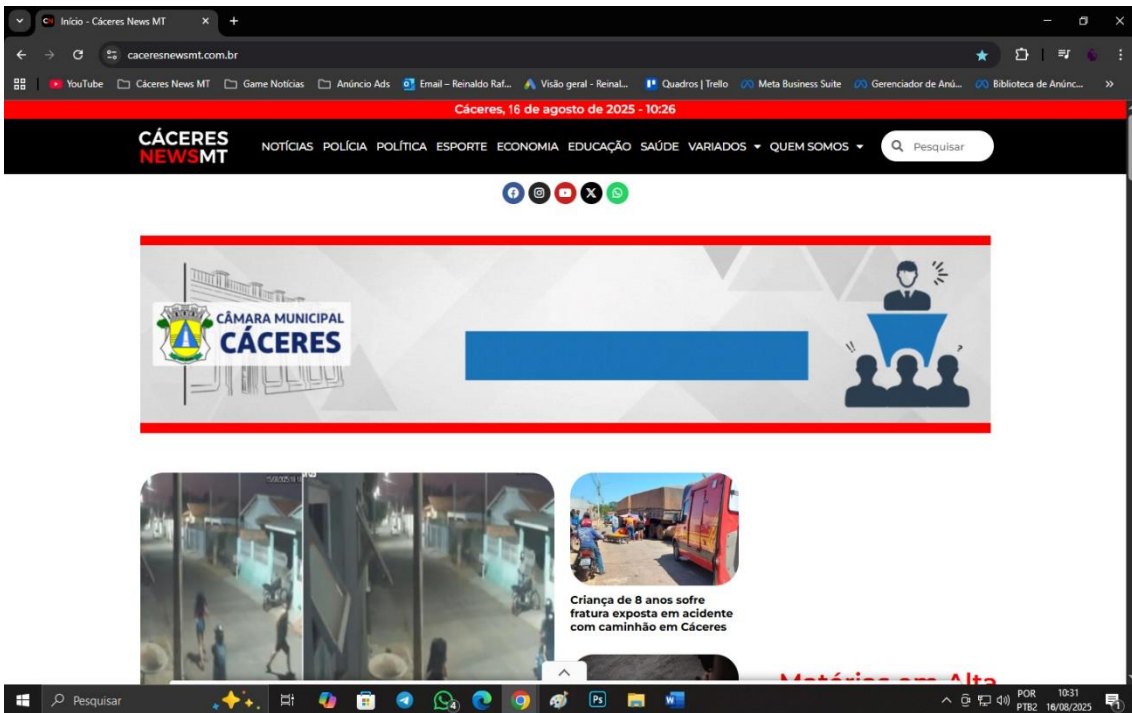 Início - Cáceres News MT
caceresnewsmt.com.br
YouTube Cáceres News MT Game Notícias Anúncio Ads Email – Reinaldo Raf... Visão geral - Reinal... Quadros | Trello Meta Business Suite Gerenciador de Anú... Biblioteca de Anúnc...
Cáceres, 16 de agosto de 2025 - 10:26
CÁCERES
NEWSMT
NOTÍCIAS POLÍCIA POLÍTICA ESPORTE ECONOMIA EDUCAÇÃO SAÚDE VARIADOS QUEM SOMOS Pesquisar
CÂMARA MUNICIPAL
CÁCERES
Criança de 8 anos sofre
fratura exposta em acidente
com caminhão em Cáceres
Matérias em Alta
Pesquisar
POR 10:31
PTB2 16/08/2025